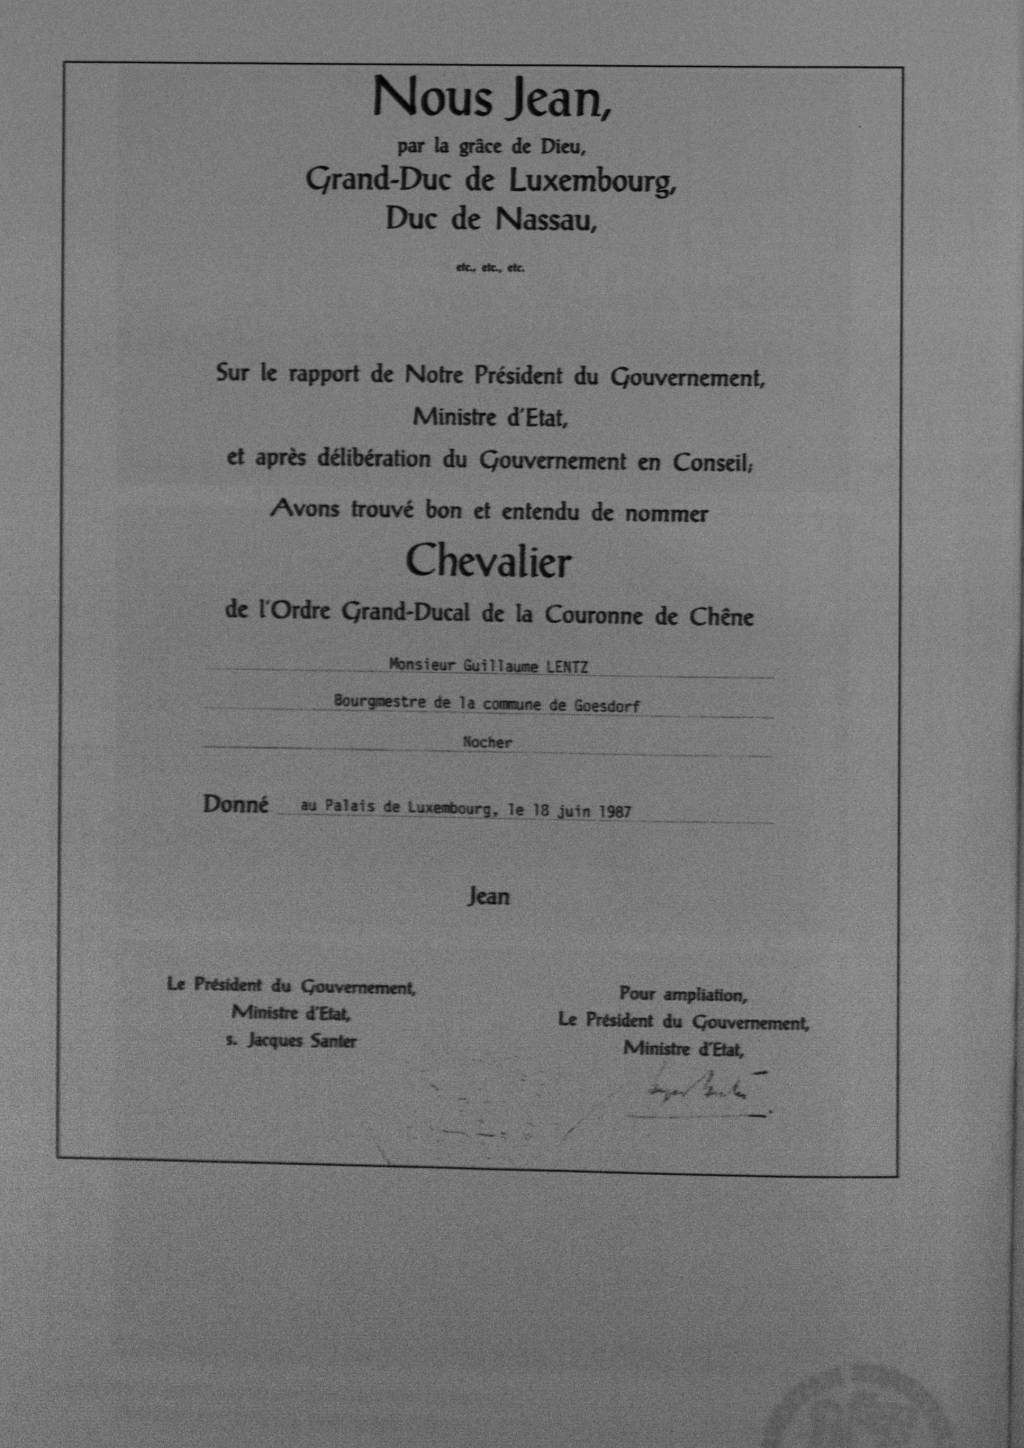 Nous Jean,
par la grâce de Dieu,
Grand-Duc de Luxembourg,
Duc de Nassau,
etc., etc., etc.
Sur le rapport de Notre Président du Gouvernement,
Ministre d'Etat,
et après délibération du Gouvernement en Conseil;
Avons trouvé bon et entendu de nommer
Chevalier
de l'Ordre Grand-Ducal de la Couronne de Chêne
Monsieur Guillaume LENTZ
Bourgmestre de la commune de Goesdorf
Nocher
Donné au Palais de Luxembourg, le 18 juin 1987
Jean
Le Président du Gouvernement,
Ministre d'Etat,
s. Jacques Santer
Pour ampliation,
Le Président du Gouvernement,
Ministre d'Etat,